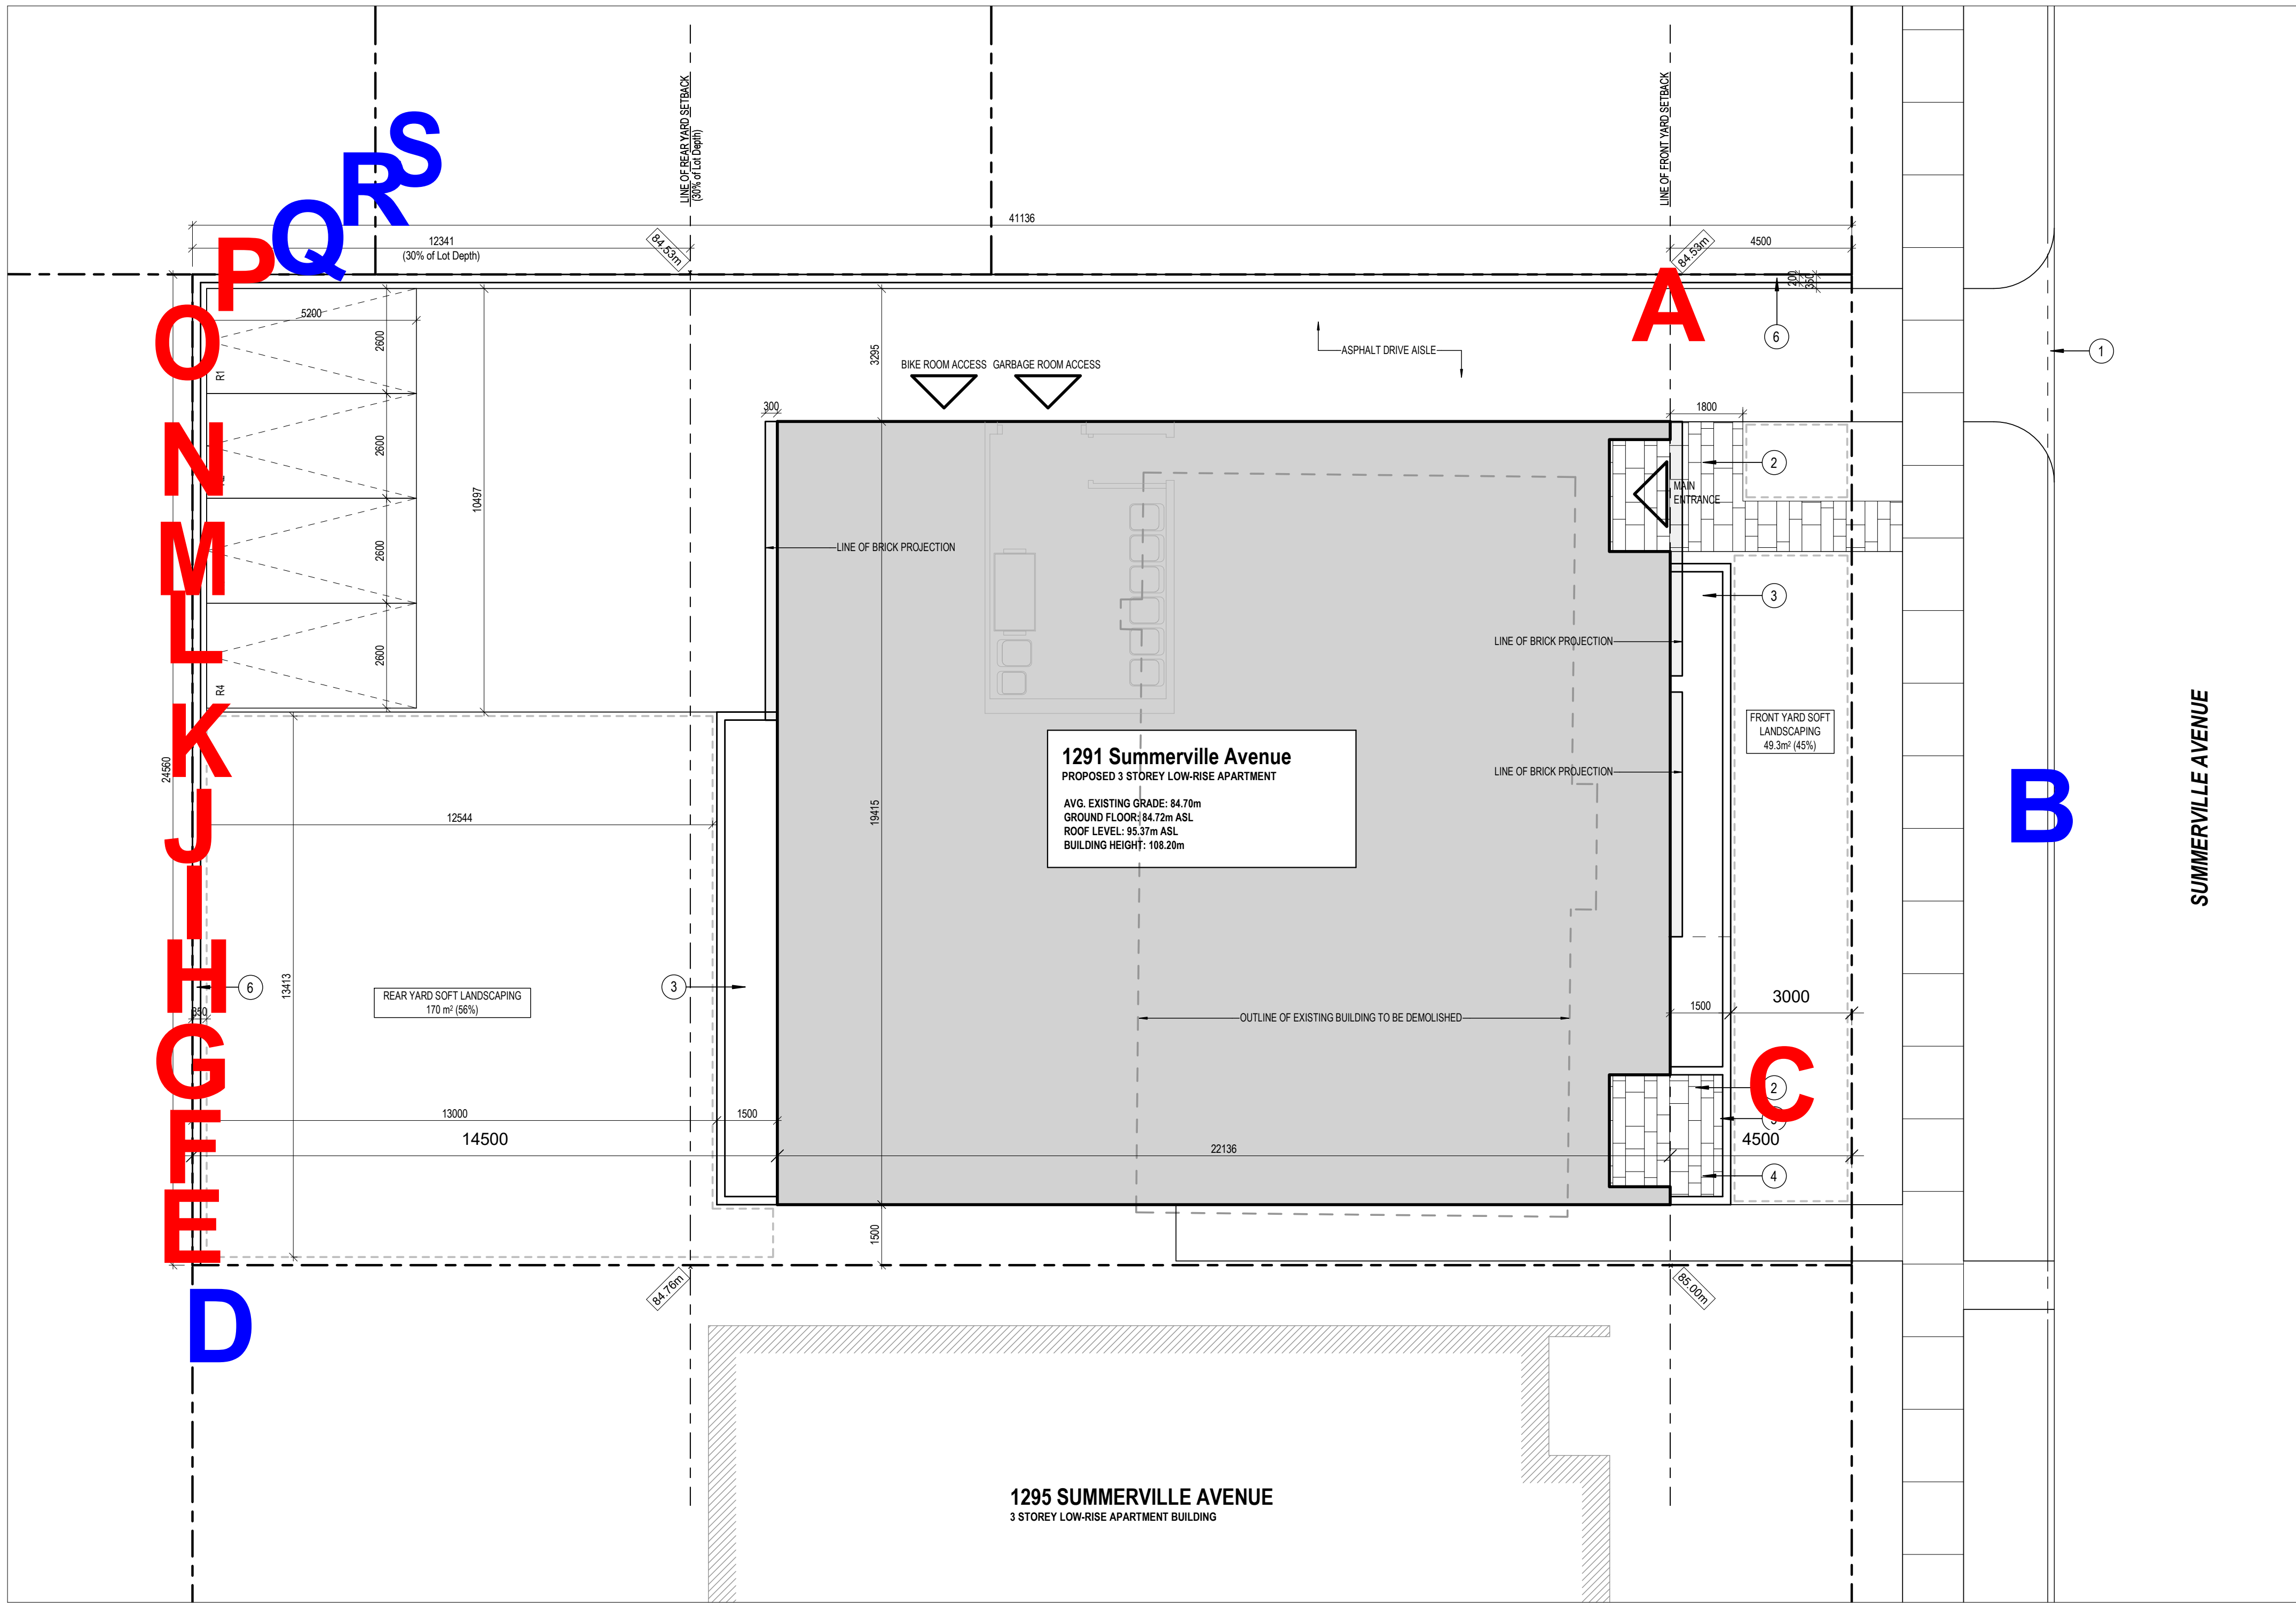 S
R
Q
P
O
N
M
L
K
J
I
H
G
F
E
D
A
B
C
LINE OF REAR YARD SETBACK
(30% of Lot Depth)
LINE OF FRONT YARD SETBACK
41136
12341
(30% of Lot Depth)
84.53m
84.53m
4500
200
350
6
1
5200
2600
R1
2600
2600
2600
R4
10497
3295
BIKE ROOM ACCESS
GARBAGE ROOM ACCESS
ASPHALT DRIVE AISLE
300
1800
2
MAIN
ENTRANCE
LINE OF BRICK PROJECTION
3
LINE OF BRICK PROJECTION
FRONT YARD SOFT
LANDSCAPING
49.3m² (45%)
LINE OF BRICK PROJECTION
24560
12544
19415
1291 Summerville Avenue
PROPOSED 3 STOREY LOW-RISE APARTMENT
AVG. EXISTING GRADE: 84.70m
GROUND FLOOR: 84.72m ASL
ROOF LEVEL: 95.37m ASL
BUILDING HEIGHT: 108.20m
SUMMERVILLE AVENUE
13413
6
350
REAR YARD SOFT LANDSCAPING
170 m² (56%)
3
OUTLINE OF EXISTING BUILDING TO BE DEMOLISHED
1500
3000
2
13000
1500
14500
22136
4500
4
1500
84.76m
85.00m
1295 SUMMERVILLE AVENUE
3 STOREY LOW-RISE APARTMENT BUILDING